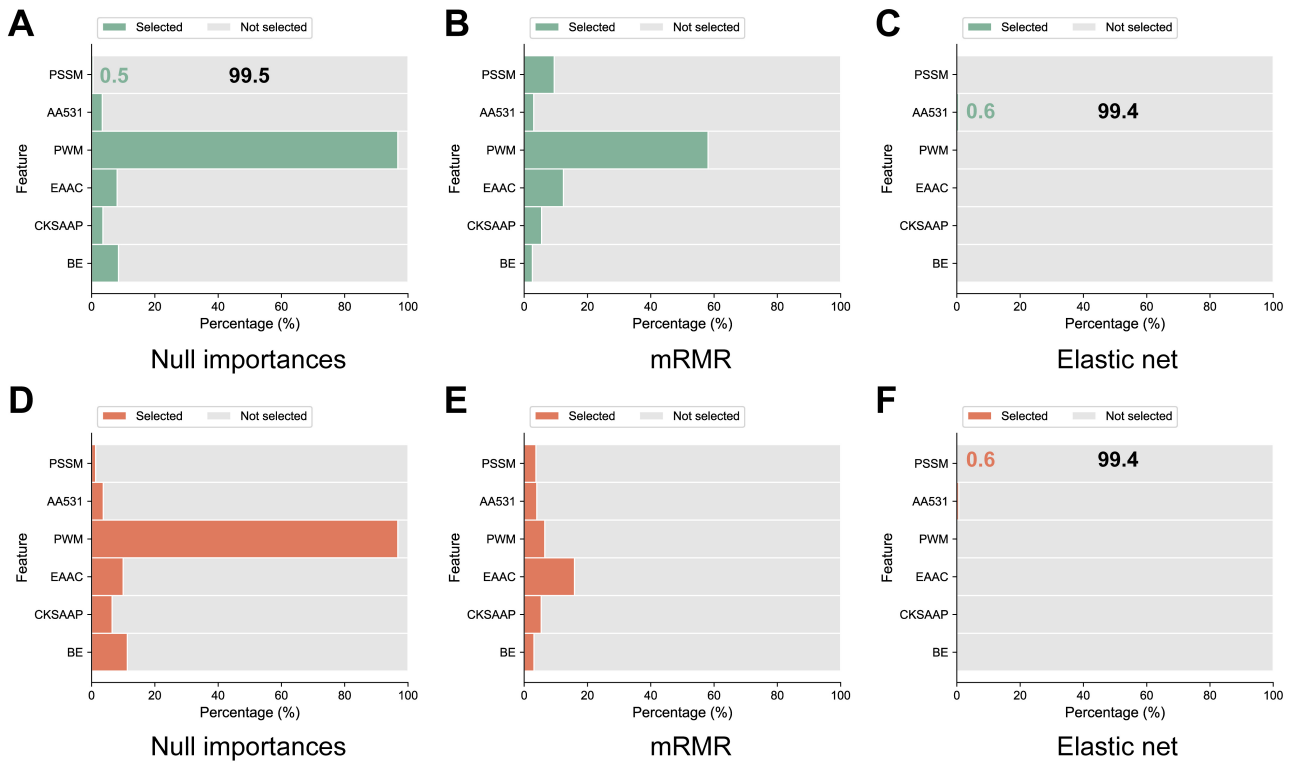 A
Selected Not selected
Feature
PSSM 0.5 99.5
AA531
PWM
EAAC
CKSAAP
BE
0 20 40 60 80 100
Percentage (%)
Null importances
B
Selected Not selected
Feature
PSSM
AA531
PWM
EAAC
CKSAAP
BE
0 20 40 60 80 100
Percentage (%)
mRMR
C
Selected Not selected
Feature
PSSM
AA531 0.6 99.4
PWM
EAAC
CKSAAP
BE
0 20 40 60 80 100
Percentage (%)
Elastic net
D
Selected Not selected
Feature
PSSM
AA531
PWM
EAAC
CKSAAP
BE
0 20 40 60 80 100
Percentage (%)
Null importances
E
Selected Not selected
Feature
PSSM
AA531
PWM
EAAC
CKSAAP
BE
0 20 40 60 80 100
Percentage (%)
mRMR
F
Selected Not selected
Feature
PSSM 0.6 99.4
AA531
PWM
EAAC
CKSAAP
BE
0 20 40 60 80 100
Percentage (%)
Elastic net